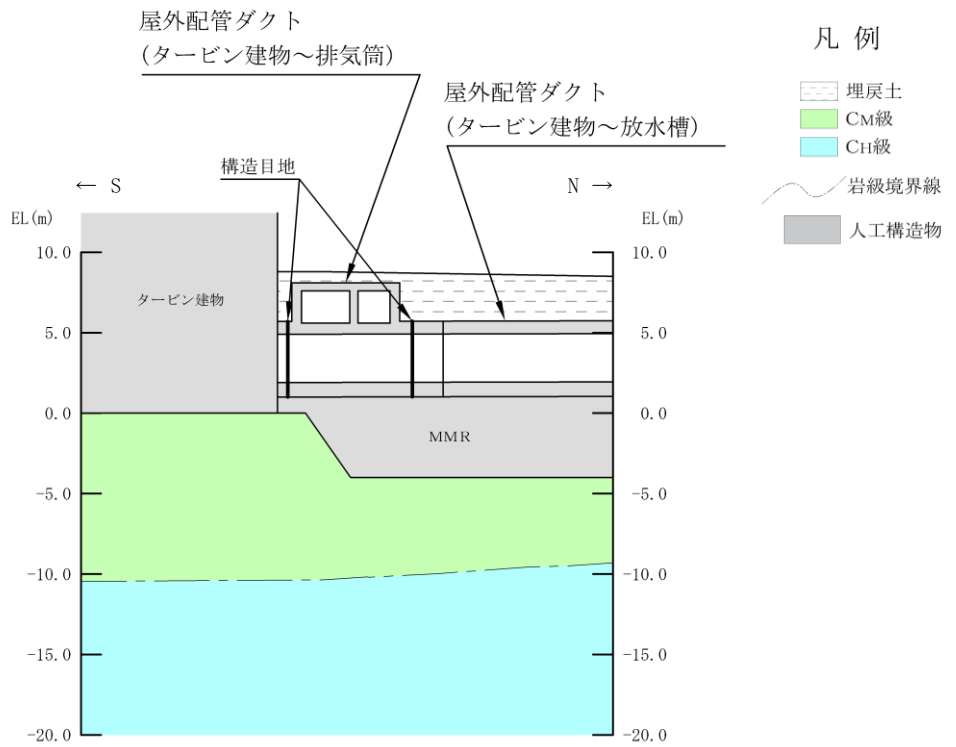 屋外配管ダクト
(タービン建物～排気筒)
屋外配管ダクト
(タービン建物～放水槽)
構造目地
← S
N →
EL(m)
EL(m)
10.0
10.0
5.0
5.0
0.0
0.0
-5.0
-5.0
-10.0
-10.0
-15.0
-15.0
-20.0
-20.0
タービン建物
MMR
凡 例
埋戻土
CM級
CH級
岩級境界線
人工構造物